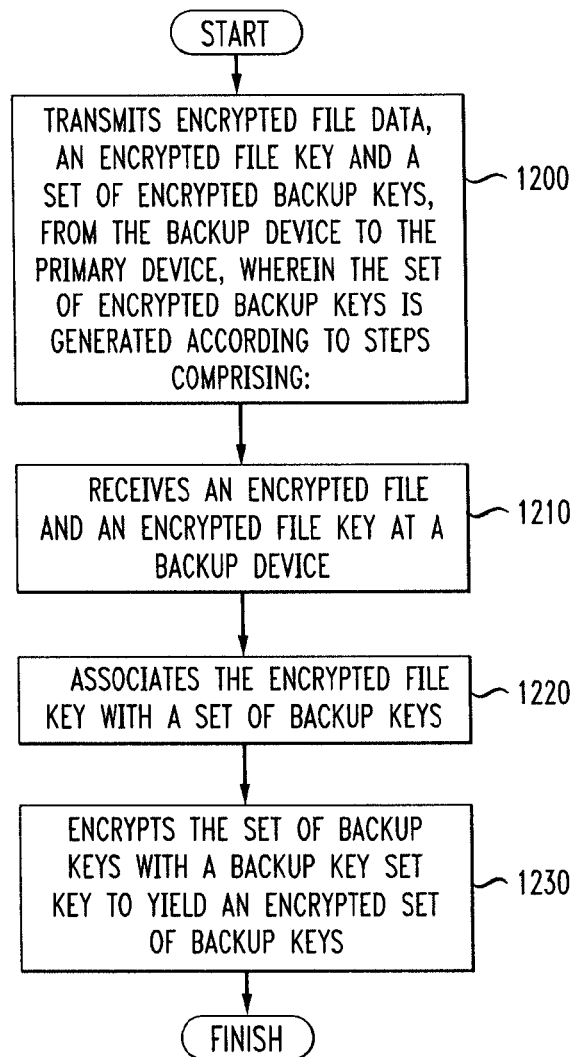 START
TRANSMITS ENCRYPTED FILE DATA,
AN ENCRYPTED FILE KEY AND A
SET OF ENCRYPTED BACKUP KEYS,
FROM THE BACKUP DEVICE TO THE
PRIMARY DEVICE, WHEREIN THE SET
OF ENCRYPTED BACKUP KEYS IS
GENERATED ACCORDING TO STEPS
COMPRISING:
1200
RECEIVES AN ENCRYPTED FILE
AND AN ENCRYPTED FILE KEY AT A
BACKUP DEVICE
1210
ASSOCIATES THE ENCRYPTED FILE
KEY WITH A SET OF BACKUP KEYS
1220
ENCRYPTS THE SET OF BACKUP
KEYS WITH A BACKUP KEY SET
KEY TO YIELD AN ENCRYPTED SET
OF BACKUP KEYS
1230
FINISH